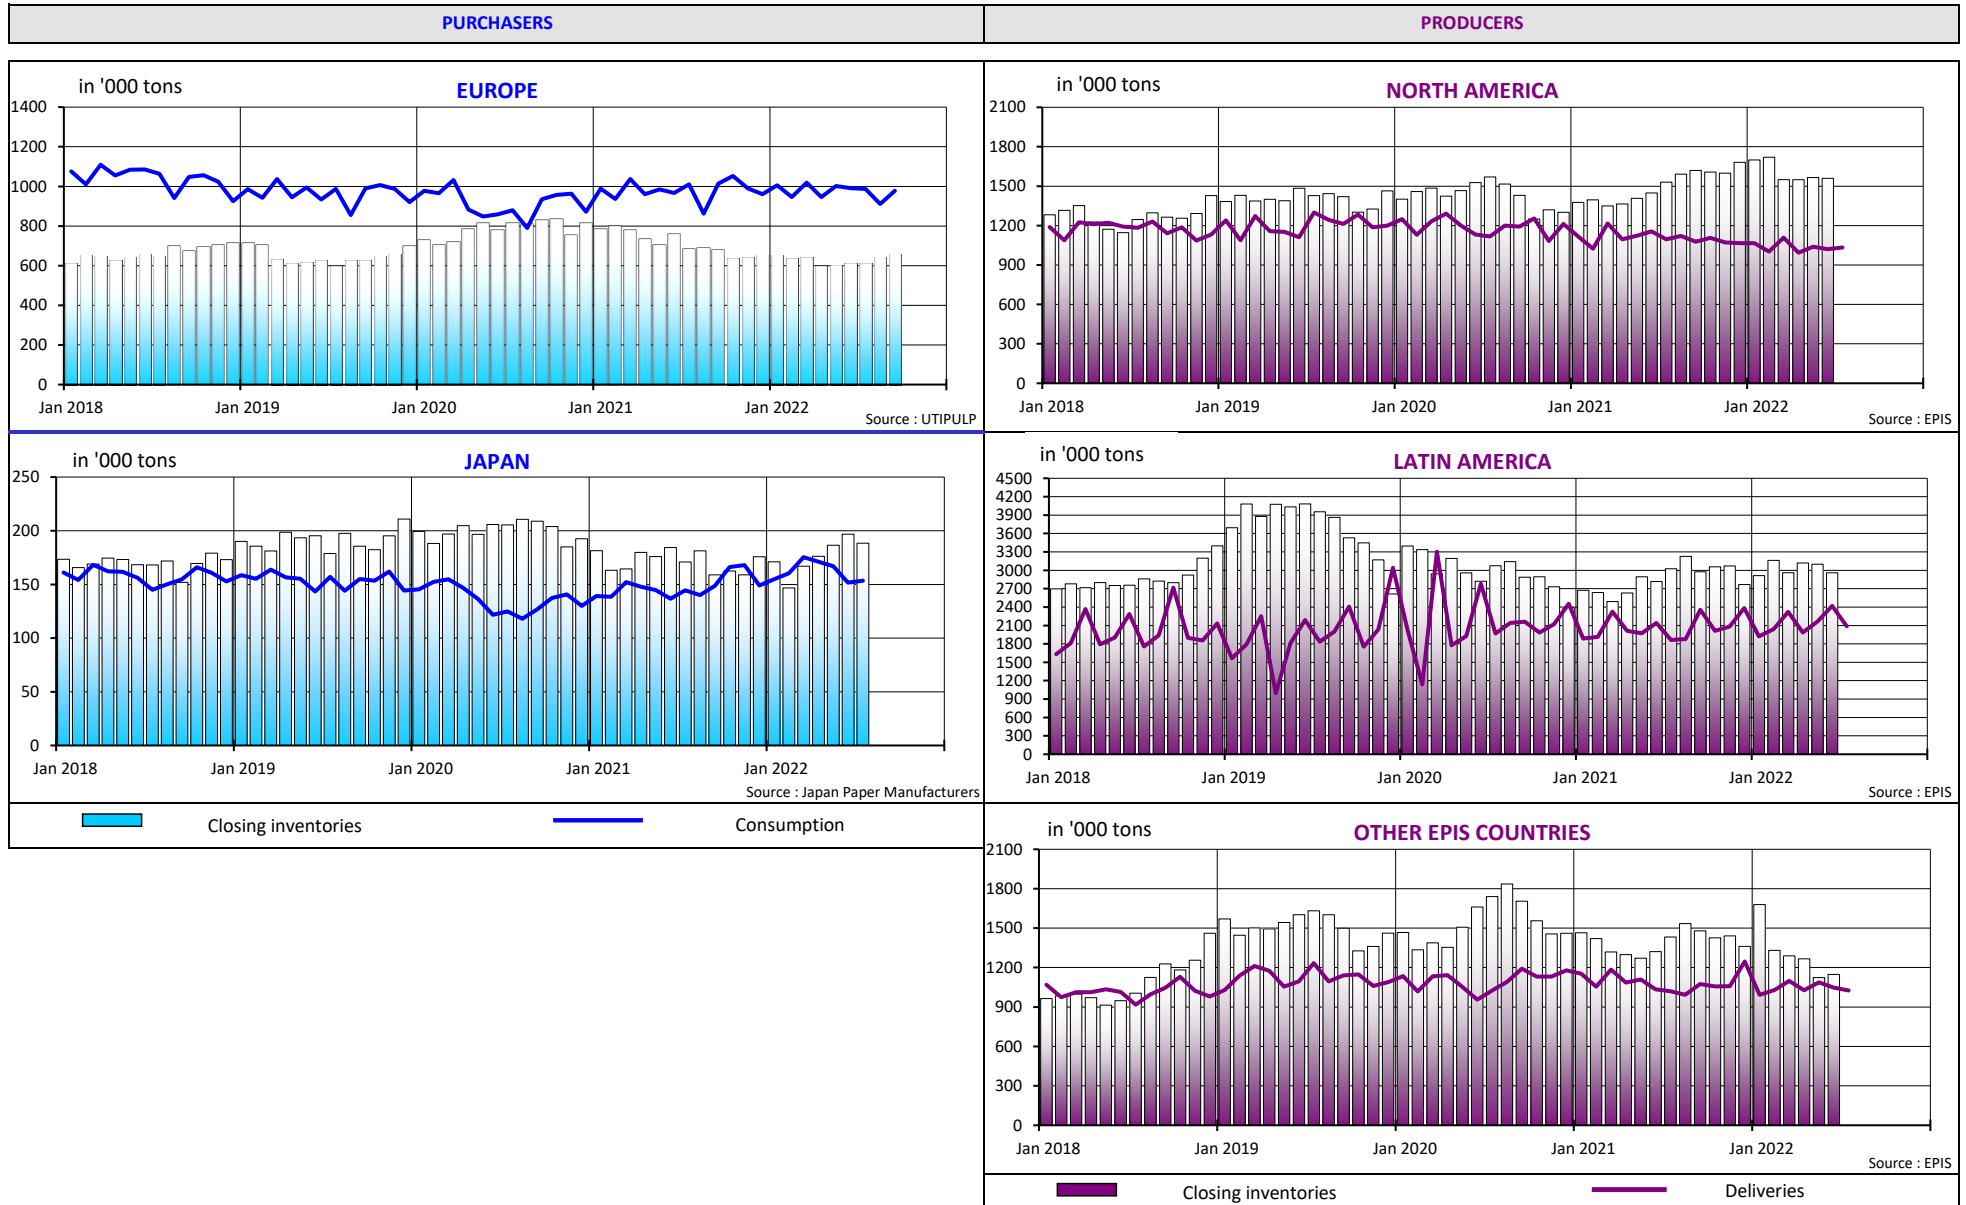 PURCHASERS
PRODUCERS
in '000 tons
EUROPE
1400
1200
1000
800
600
400
200
0
Jan 2018 Jan 2019 Jan 2020 Jan 2021 Jan 2022
Source : UTIPULP
in '000 tons
NORTH AMERICA
2100
1800
1500
1200
900
600
300
0
Jan 2018 Jan 2019 Jan 2020 Jan 2021 Jan 2022
Source : EPIS
in '000 tons
JAPAN
250
200
150
100
50
0
Jan 2018 Jan 2019 Jan 2020 Jan 2021 Jan 2022
Source : Japan Paper Manufacturers
Closing inventories
Consumption
in '000 tons
LATIN AMERICA
4500
4200
3900
3600
3300
3000
2700
2400
2100
1800
1500
1200
900
600
300
0
Jan 2018 Jan 2019 Jan 2020 Jan 2021 Jan 2022
Source : EPIS
in '000 tons
OTHER EPIS COUNTRIES
2100
1800
1500
1200
900
600
300
0
Jan 2018 Jan 2019 Jan 2020 Jan 2021 Jan 2022
Source : EPIS
Closing inventories
Deliveries